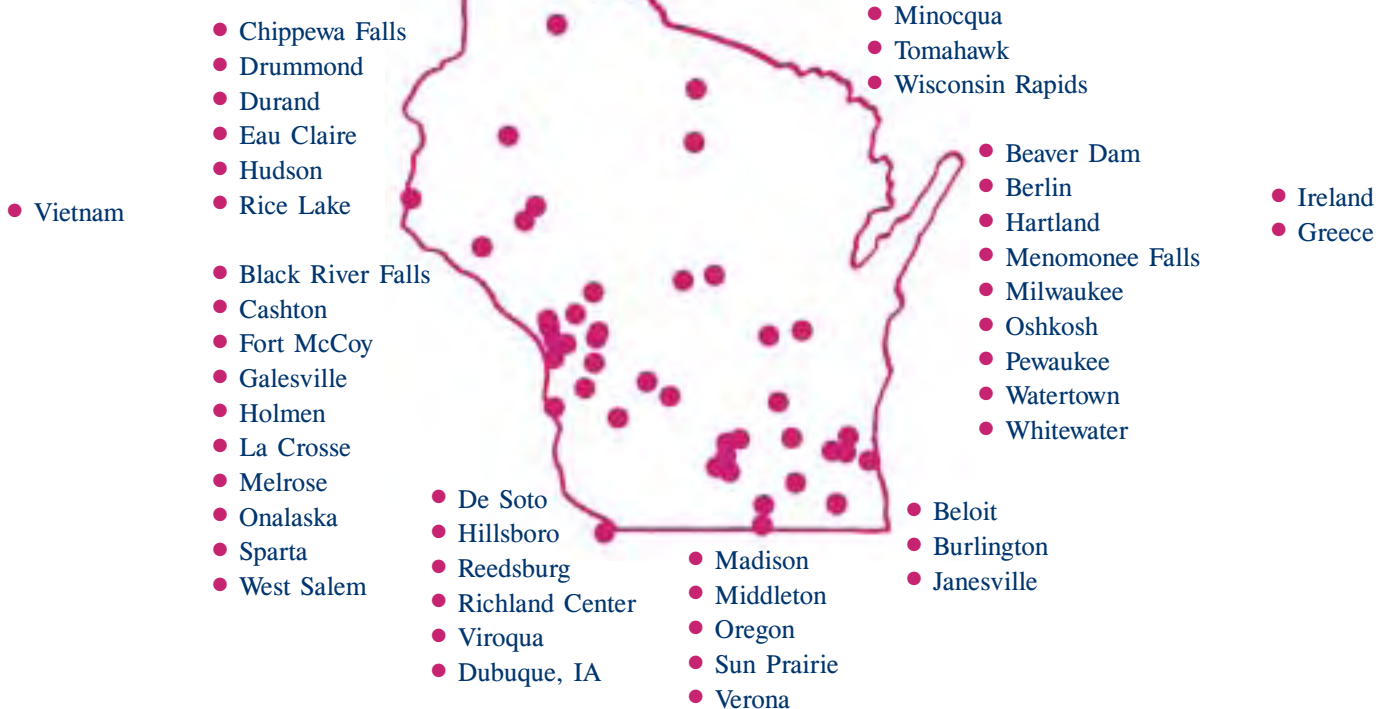 Vietnam
Chippewa Falls
Drummond
Durand
Eau Claire
Hudson
Rice Lake
Black River Falls
Cashton
Fort McCoy
Galesville
Holmen
La Crosse
Melrose
Onalaska
Sparta
West Salem
De Soto
Hillsboro
Reedsburg
Richland Center
Viroqua
Dubuque, IA
Madison
Middleton
Oregon
Sun Prairie
Verona
Minocqua
Tomahawk
Wisconsin Rapids
Beaver Dam
Berlin
Hartland
Menomonee Falls
Milwaukee
Oshkosh
Pewaukee
Watertown
Whitewater
Beloit
Burlington
Janesville
Ireland
Greece